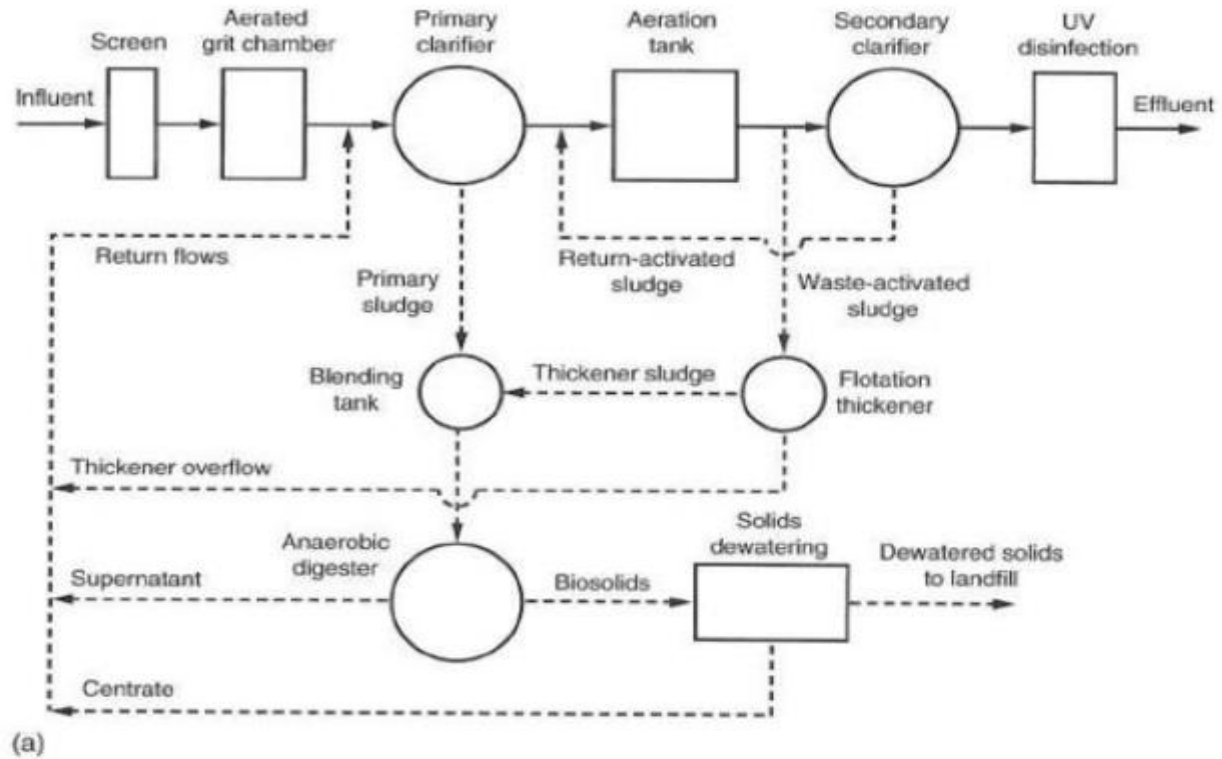 Screen
Aerated
grit chamber
Primary
clarifier
Aeration
tank
Secondary
clarifier
UV
disinfection
Influent
Effluent
Return flows
Primary
sludge
Return-activated
sludge
Waste-activated
sludge
Blending
tank
Thickener sludge
Flotation
thickener
Thickener overflow
Anaerobic
digester
Solids
dewatering
Supernatant
Biosolids
Dewatered solids
to landfill
Centrate
(a)